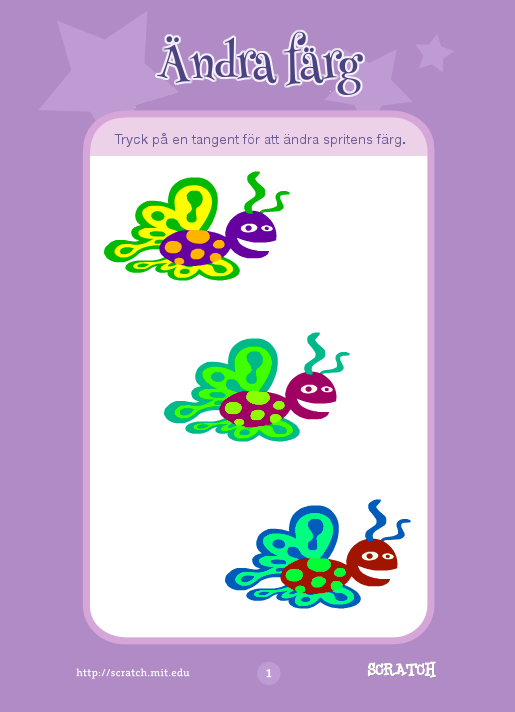 Ändra färg
Tryck på en tangent för att ändra spritens färg.
http://scratch.mit.edu
1
SCRATCH